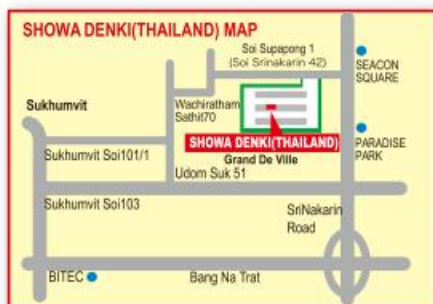 SHOWA DENKI(THAILAND) MAP
Soi Supapong 1
(Soi Srinakarin 42)
SEACON
SQUARE
Sukhumvit
Wachiratham
Sathit70
SHOWA DENKI(THAILAND)
Grand De Ville
PARADISE
PARK
Sukhumvit Soi101/1
Udom Suk 51
Sukhumvit Soi103
SriNakarin
Road
BITEC
Bang Na Trat